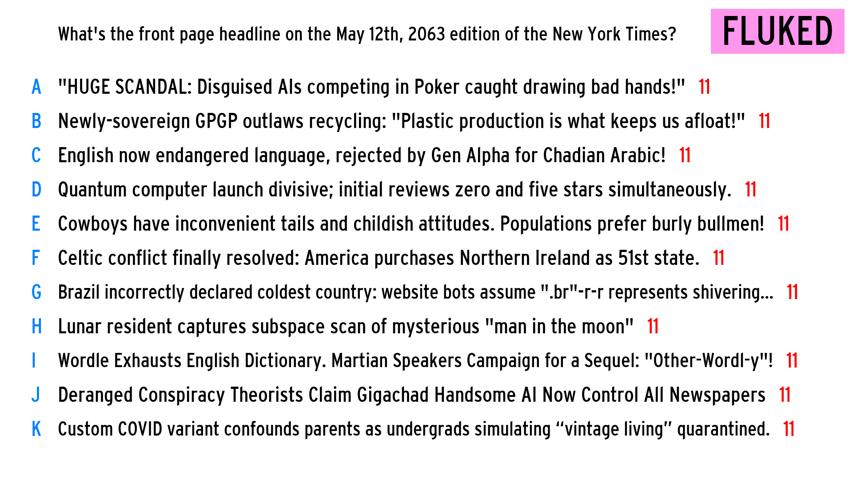 What's the front page headline on the May 12th, 2063 edition of the New York Times?
FLUKED
A "HUGE SCANDAL: Disguised AIs competing in Poker caught drawing bad hands!" 11
B Newly-sovereign GPGP outlaws recycling: "Plastic production is what keeps us afloat!" 11
C English now endangered language, rejected by Gen Alpha for Chadian Arabic! 11
D Quantum computer launch divisive; initial reviews zero and five stars simultaneously. 11
E Cowboys have inconvenient tails and childish attitudes. Populations prefer burly bullmen! 11
F Celtic conflict finally resolved: America purchases Northern Ireland as 51st state. 11
G Brazil incorrectly declared coldest country: website bots assume ".br"-r-r represents shivering... 11
H Lunar resident captures subspace scan of mysterious "man in the moon" 11
I Wordle Exhausts English Dictionary. Martian Speakers Campaign for a Sequel: "Other-Wordl-y"! 11
J Deranged Conspiracy Theorists Claim Gigachad Handsome AI Now Control All Newspapers 11
K Custom COVID variant confounds parents as undergrads simulating “vintage living” quarantined. 11